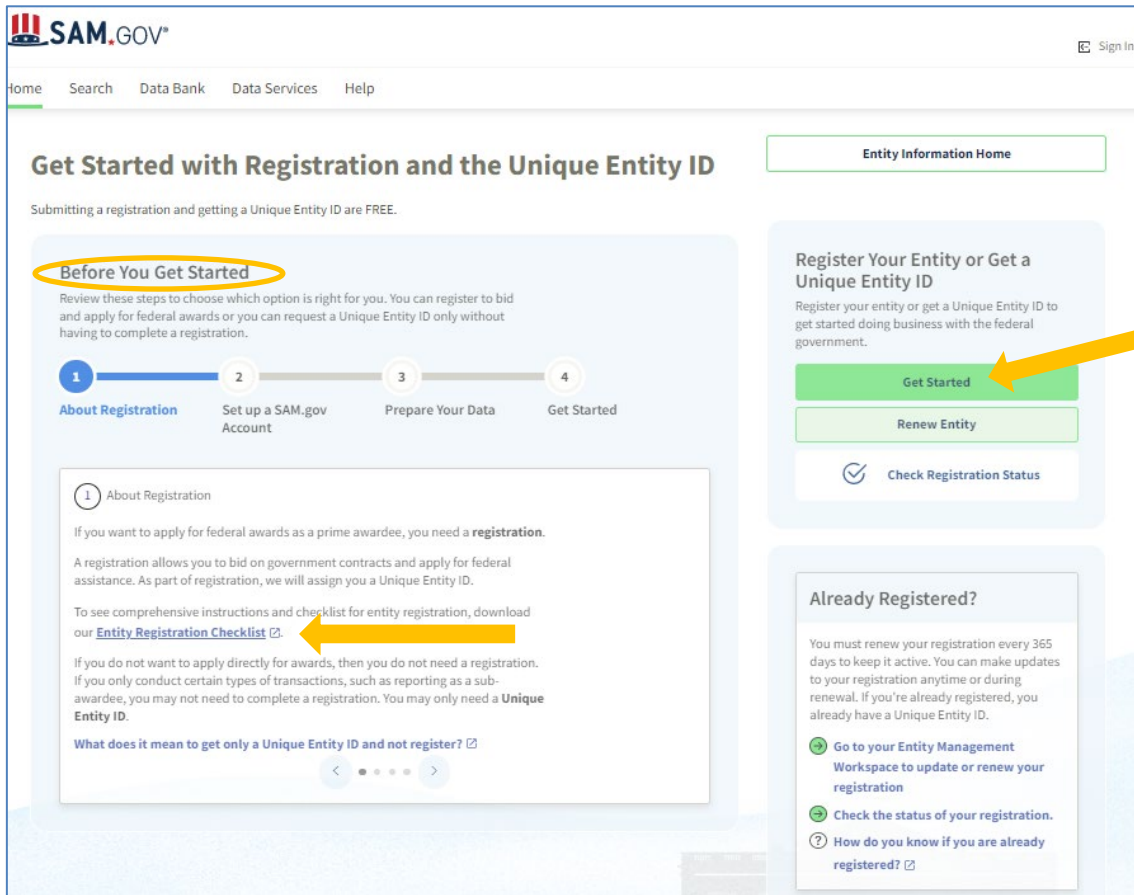 SAM.GOV®
Sign In
Home Search Data Bank Data Services Help
Get Started with Registration and the Unique Entity ID
Submitting a registration and getting a Unique Entity ID are FREE.
Before You Get Started
Review these steps to choose which option is right for you. You can register to bid
and apply for federal awards or you can request a Unique Entity ID only without
having to complete a registration.
1 2 3 4
About Registration
Set up a SAM.gov
Account
Prepare Your Data
Get Started
1 About Registration
If you want to apply for federal awards as a prime awardee, you need a registration.
A registration allows you to bid on government contracts and apply for federal
assistance. As part of registration, we will assign you a Unique Entity ID.
To see comprehensive instructions and checklist for entity registration, download
our Entity Registration Checklist.
If you do not want to apply directly for awards, then you do not need a registration.
If you only conduct certain types of transactions, such as reporting as a sub-
awardee, you may not need to complete a registration. You may only need a Unique
Entity ID.
What does it mean to get only a Unique Entity ID and not register?
Entity Information Home
Register Your Entity or Get a
Unique Entity ID
Register your entity or get a Unique Entity ID to
get started doing business with the federal
government.
Get Started
Renew Entity
Check Registration Status
Already Registered?
You must renew your registration every 365
days to keep it active. You can make updates
to your registration anytime or during
renewal. If you're already registered, you
already have a Unique Entity ID.
Go to your Entity Management
Workspace to update or renew your
registration
Check the status of your registration.
How do you know if you are already
registered?